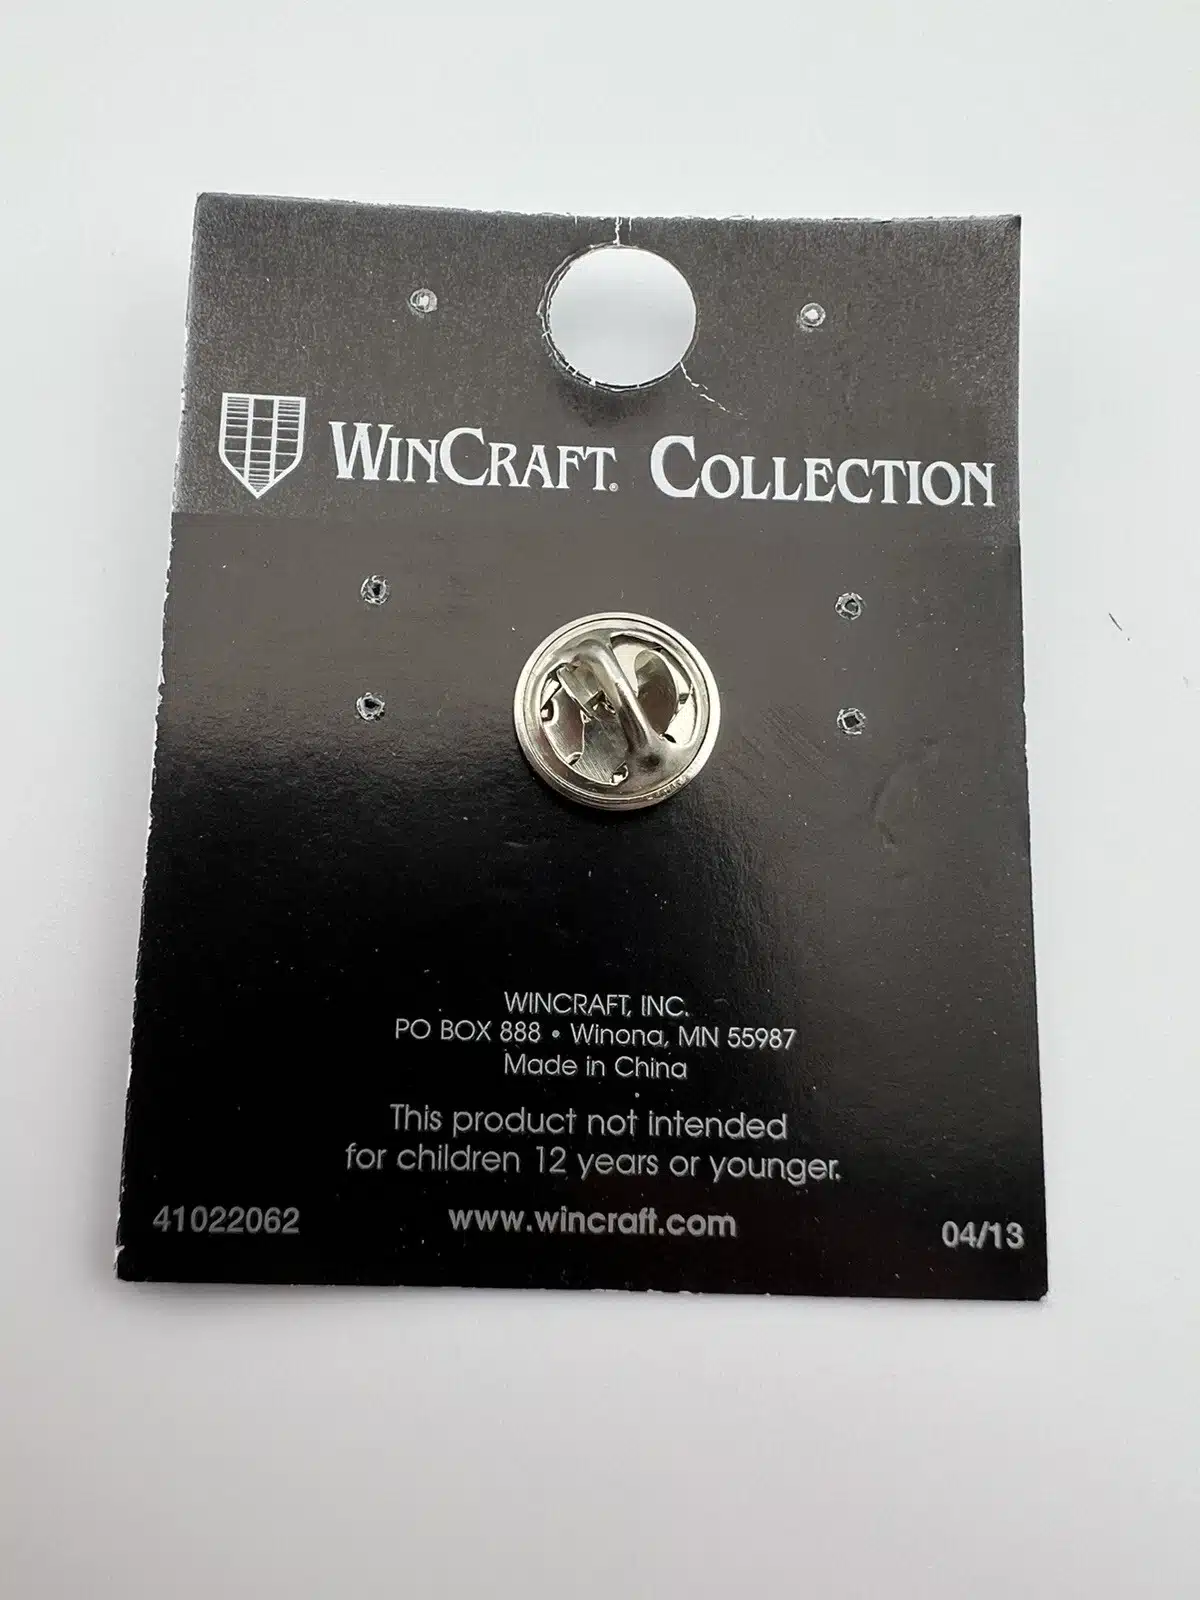 WINCRAFT. COLLECTION
WINCRAFT, INC.
PO BOX 888 • Winona, MN 55987
Made in China
This product not intended
for children 12 years or younger.
41022062 www.wincraft.com 04/13